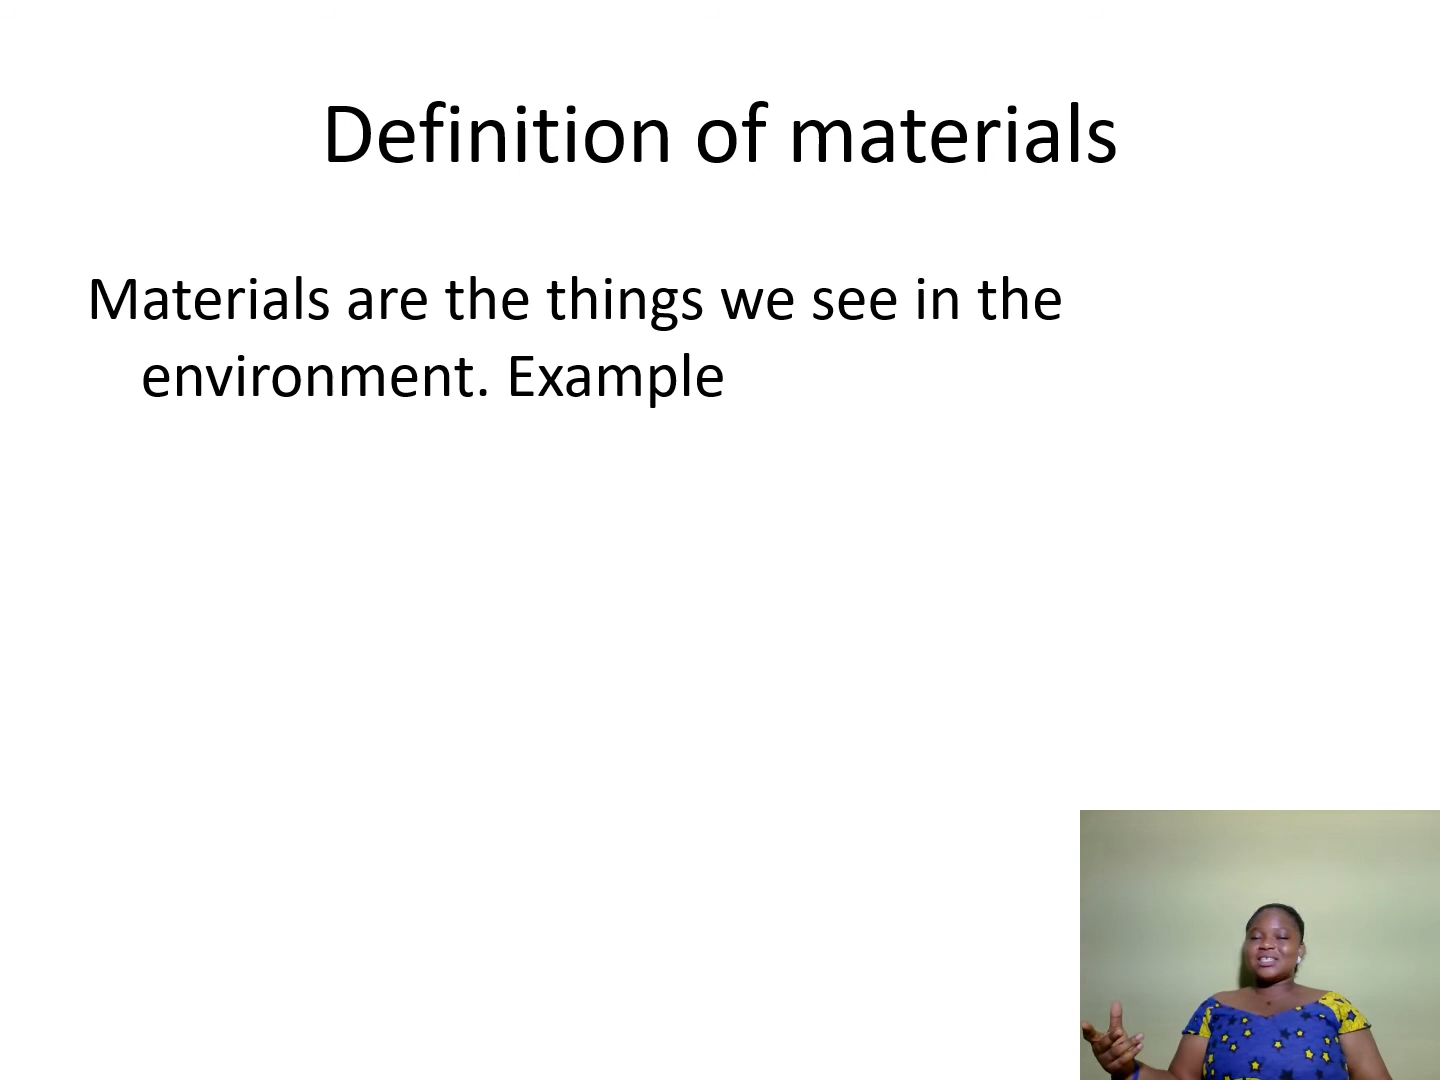 Definition of materials
Materials are the things we see in the
environment. Example